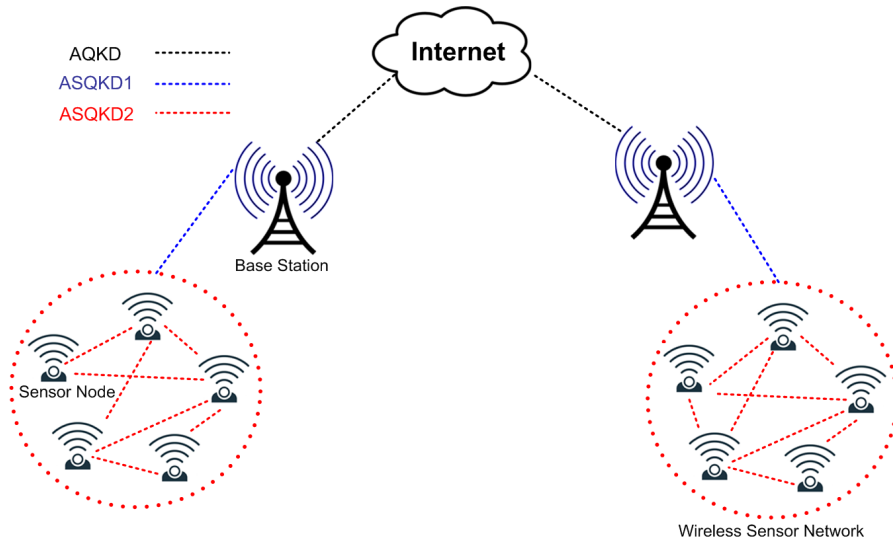 AQKD
ASQKD1
ASQKD2
Internet
Base Station
Sensor Node
Wireless Sensor Network